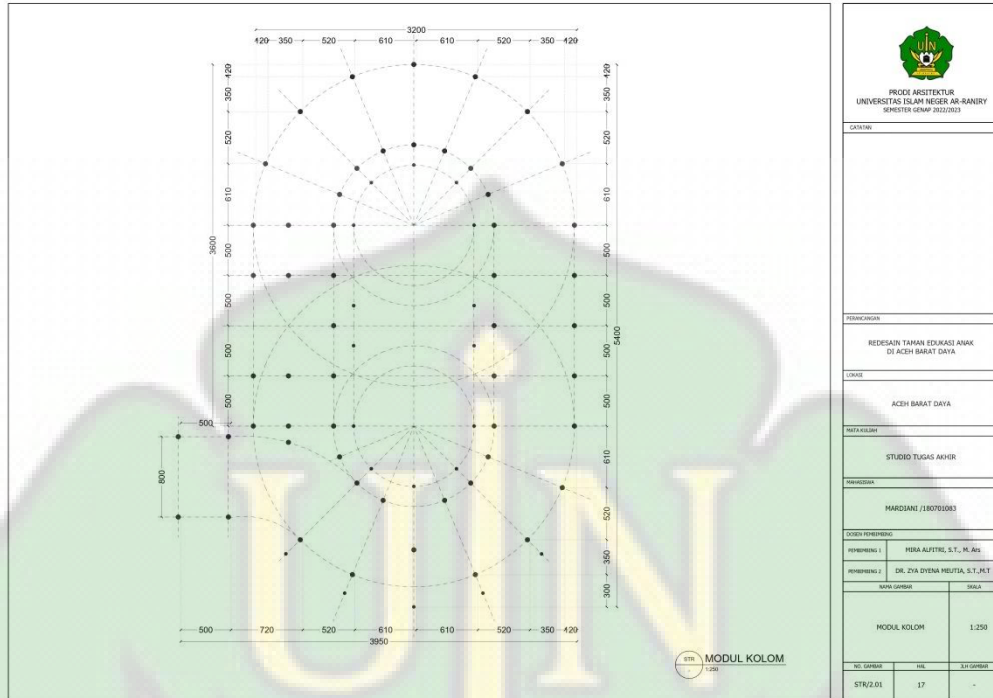 3200
420 350 520 610 610 520 350 420
420
350
520
610
500
500
500
500
3600
420
350
520
610
500
500
500
500
610
520
350
300
5400
500
800
500 720 520 610 610 520 350 420
3950
STR
MODUL KOLOM
1:250
UIN
PRODI ARSITEKTUR
UNIVERSITAS ISLAM NEGER AR-RANIRY
SEMESTER GENAP 2022/2023
CATATAN
PERANCANGAN
REDESAIN TAMAN EDUKASI ANAK
DI ACEH BARAT DAYA
LOKASI
ACEH BARAT DAYA
MATA KULIAH
STUDIO TUGAS AKHIR
MAHASISWA
MARDIANI /180701083
DOSEN PEMBIMBING
PEMBIMBING 1 MIRA ALFITRI, S.T., M. Ars
PEMBIMBING 2 DR. ZYA DYENA MEUTIA, S.T.,M.T
NAMA GAMBAR SKALA
MODUL KOLOM 1:250
NO. GAMBAR HAL JLH GAMBAR
STR/2.01 17 -
UIN